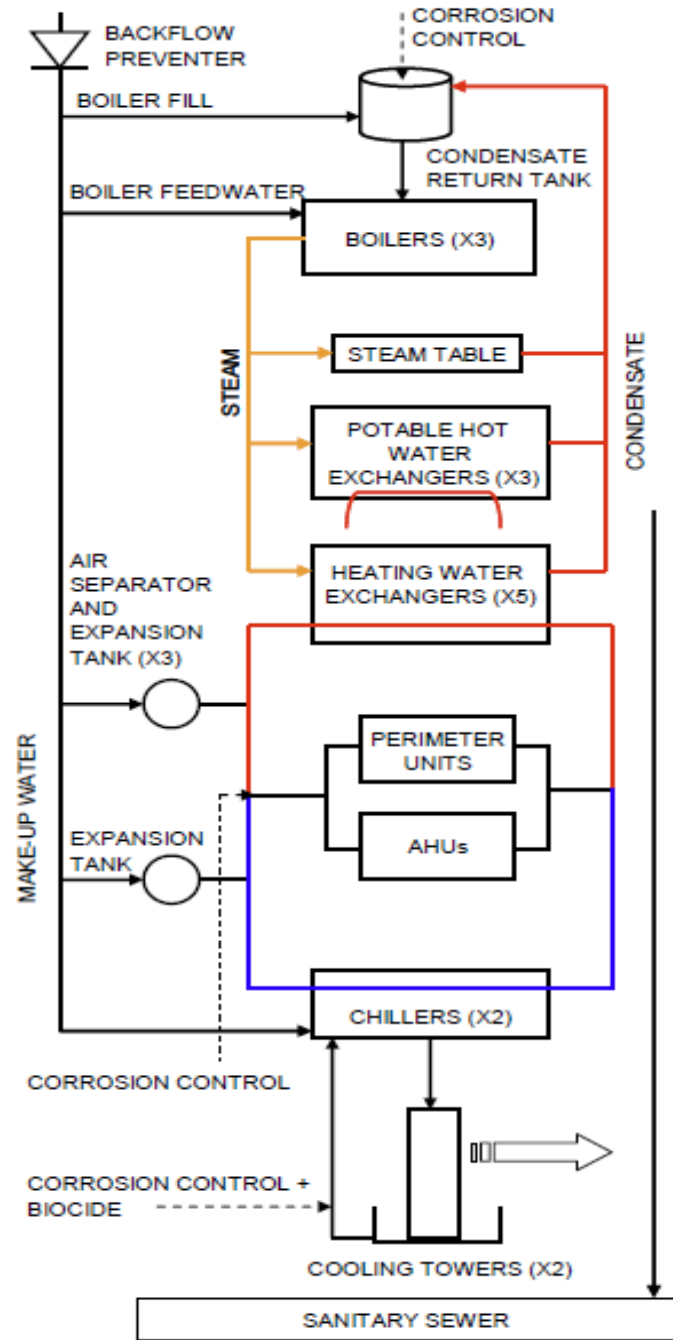 CORROSION
CONTROL
BACKFLOW
PREVENTER
BOILER FILL
CONDENSATE
RETURN TANK
BOILER FEEDWATER
BOILERS (X3)
STEAM
STEAM TABLE
CONDENSATE
POTABLE HOT
WATER
EXCHANGERS (X3)
AIR
SEPARATOR
AND
EXPANSION
TANK (X3)
HEATING WATER
EXCHANGERS (X5)
MAKE-UP WATER
PERIMETER
UNITS
EXPANSION
TANK
AHUs
CHILLERS (X2)
CORROSION CONTROL
CORROSION CONTROL +
BIOCIDE
COOLING TOWERS (X2)
SANITARY SEWER